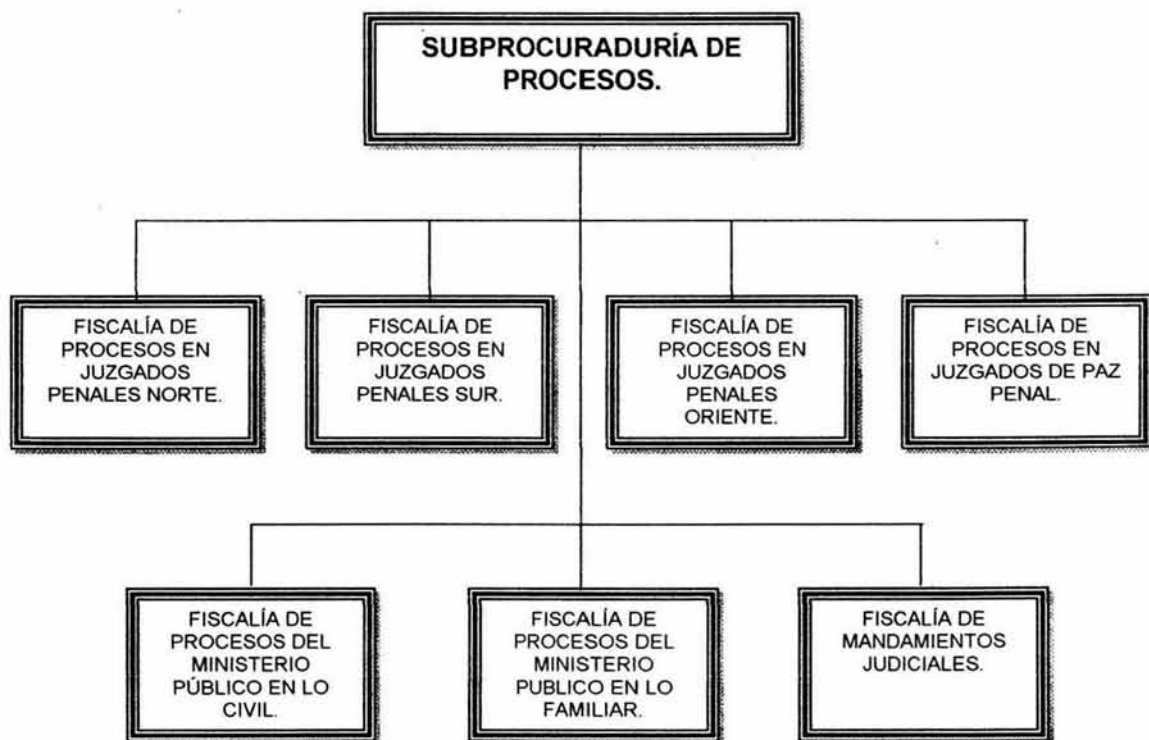 SUBPROCURADURÍA DE
PROCESOS.
FISCALÍA DE
PROCESOS EN
JUZGADOS
PENALES NORTE.
FISCALÍA DE
PROCESOS EN
JUZGADOS
PENALES SUR.
FISCALÍA DE
PROCESOS EN
JUZGADOS
PENALES
ORIENTE.
FISCALÍA DE
PROCESOS EN
JUZGADOS DE PAZ
PENAL.
FISCALÍA DE
PROCESOS DEL
MINISTERIO
PÚBLICO EN LO
CIVIL.
FISCALÍA DE
PROCESOS DEL
MINISTERIO
PUBLICO EN LO
FAMILIAR.
FISCALÍA DE
MANDAMIENTOS
JUDICIALES.